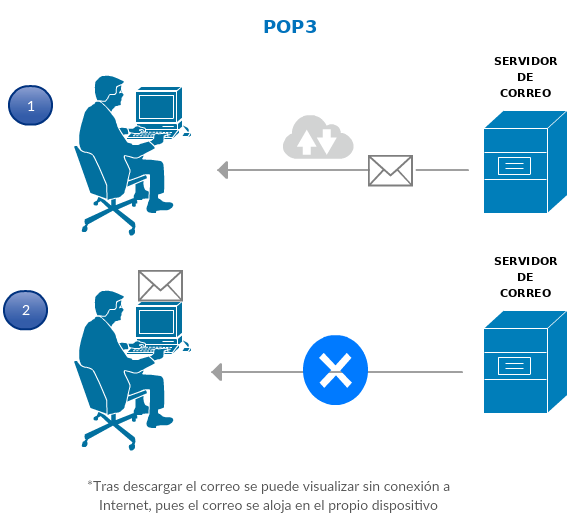 POP3
SERVIDOR
DE
CORREO
1
SERVIDOR
DE
CORREO
2
*Tras descargar el correo se puede visualizar sin conexión a
Internet, pues el correo se aloja en el propio dispositivo